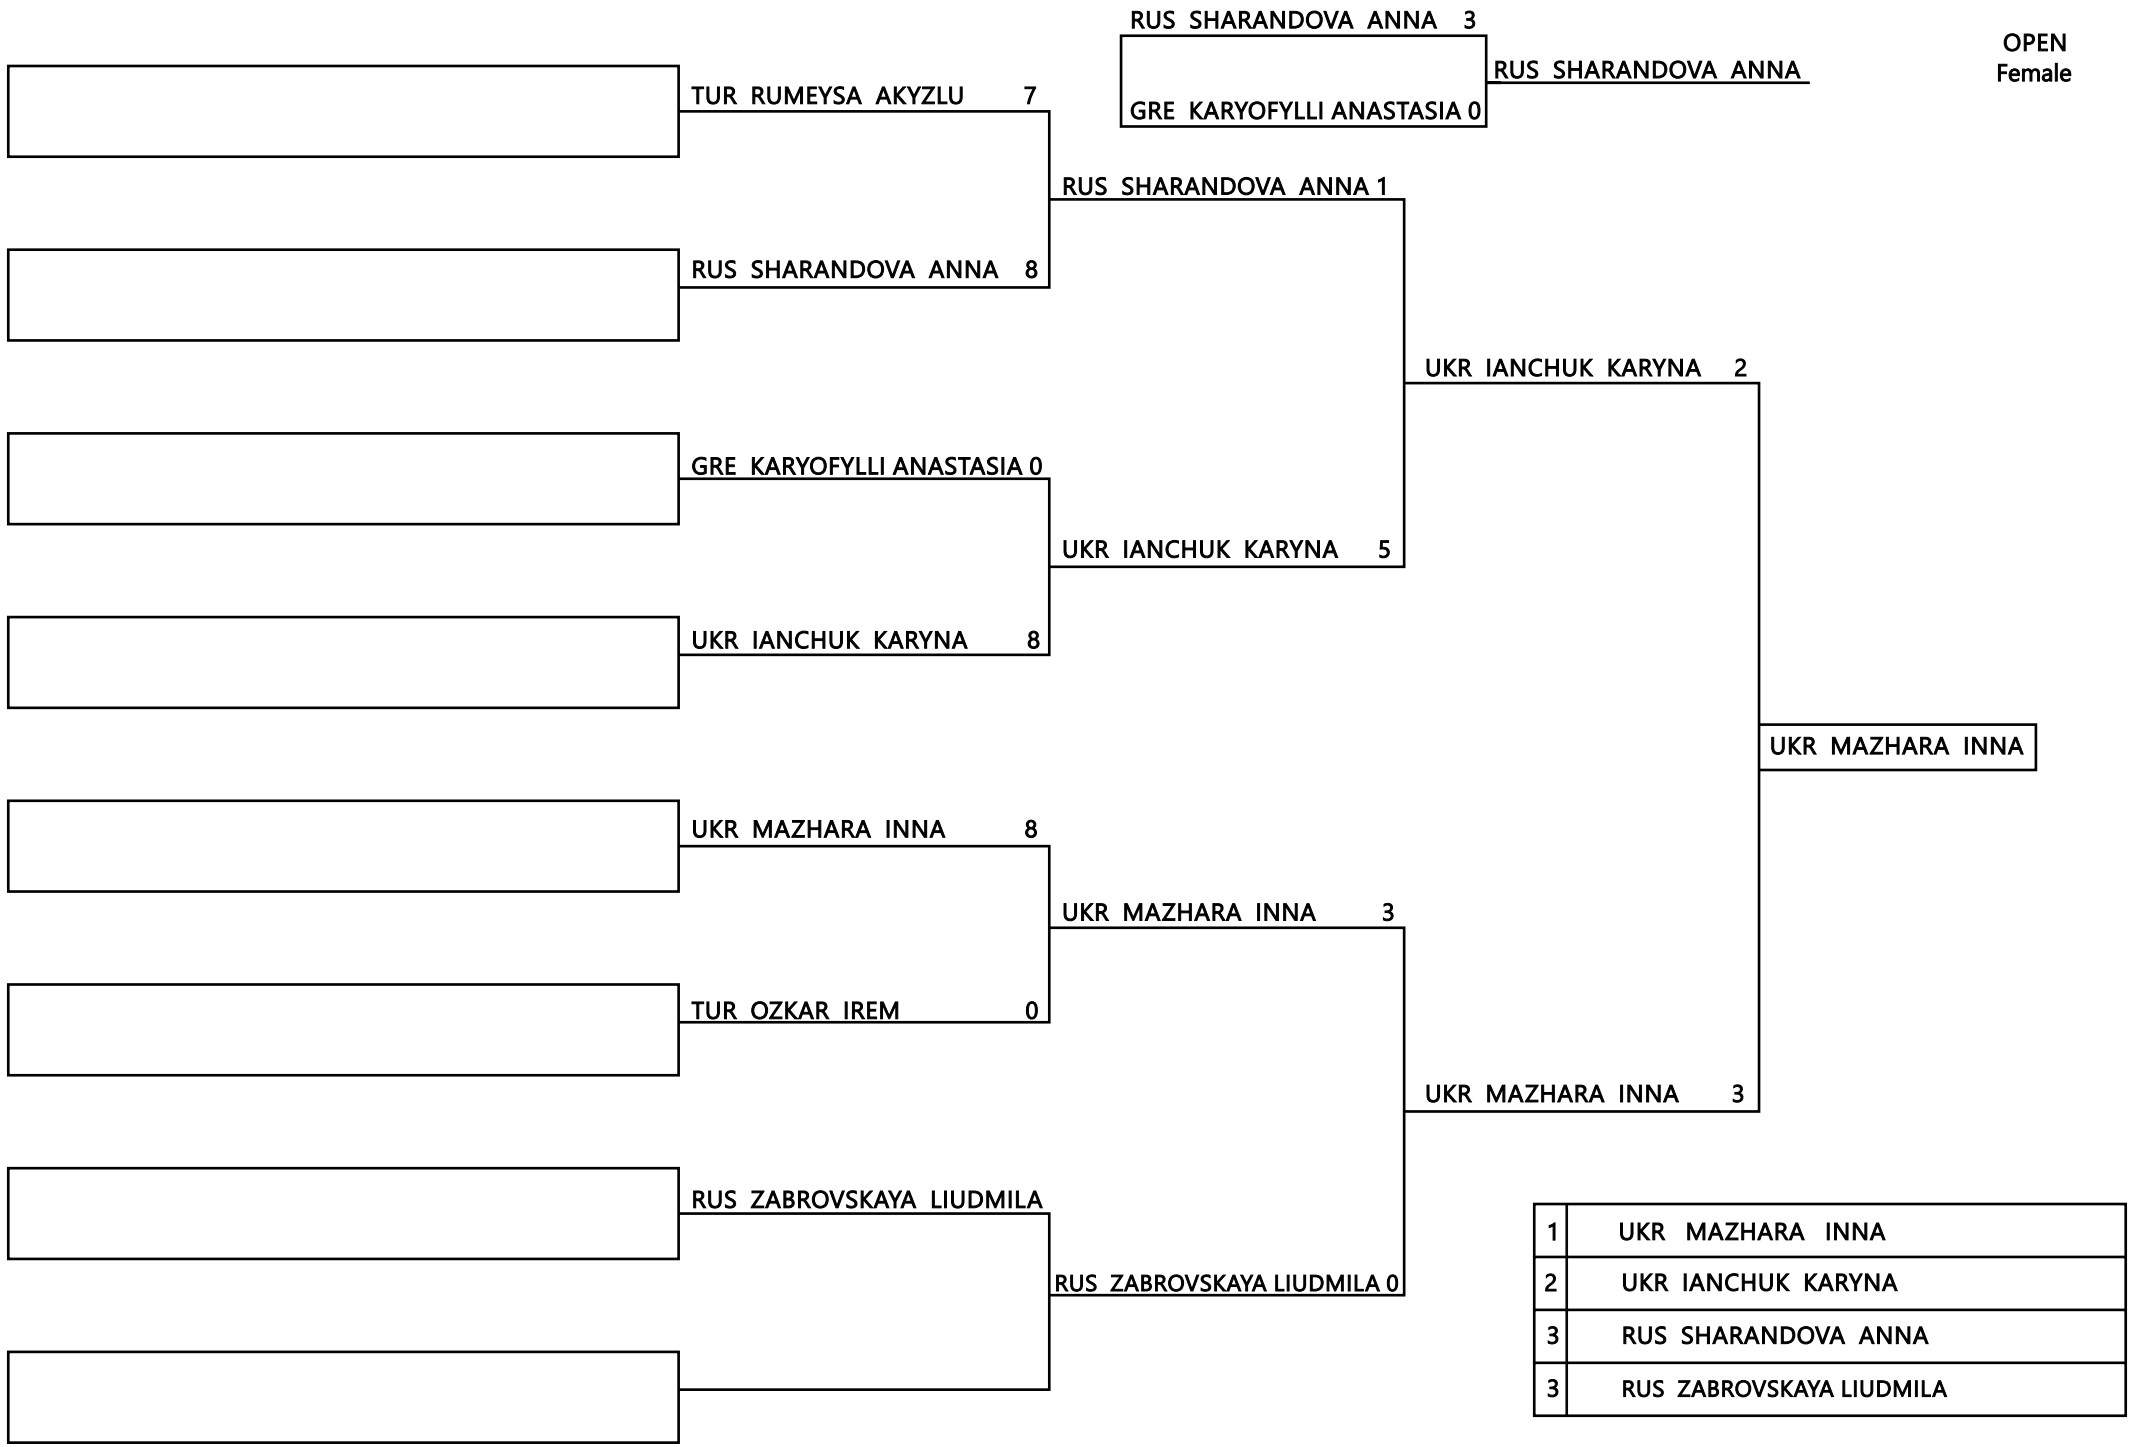 RUS SHARANDOVA ANNA 3
OPEN
Female
RUS SHARANDOVA ANNA
GRE KARYOFYLLI ANASTASIA 0
TUR RUMEYSA AKYZLU 7
RUS SHARANDOVA ANNA 1
RUS SHARANDOVA ANNA 8
UKR IANCHUK KARYNA 2
GRE KARYOFYLLI ANASTASIA 0
UKR IANCHUK KARYNA 5
UKR IANCHUK KARYNA 8
UKR MAZHARA INNA
UKR MAZHARA INNA 8
UKR MAZHARA INNA 3
TUR OZKAR IREM 0
UKR MAZHARA INNA 3
RUS ZABROVSKAYA LIUDMILA
RUS ZABROVSKAYA LIUDMILA 0
1 UKR MAZHARA INNA
2 UKR IANCHUK KARYNA
3 RUS SHARANDOVA ANNA
3 RUS ZABROVSKAYA LIUDMILA